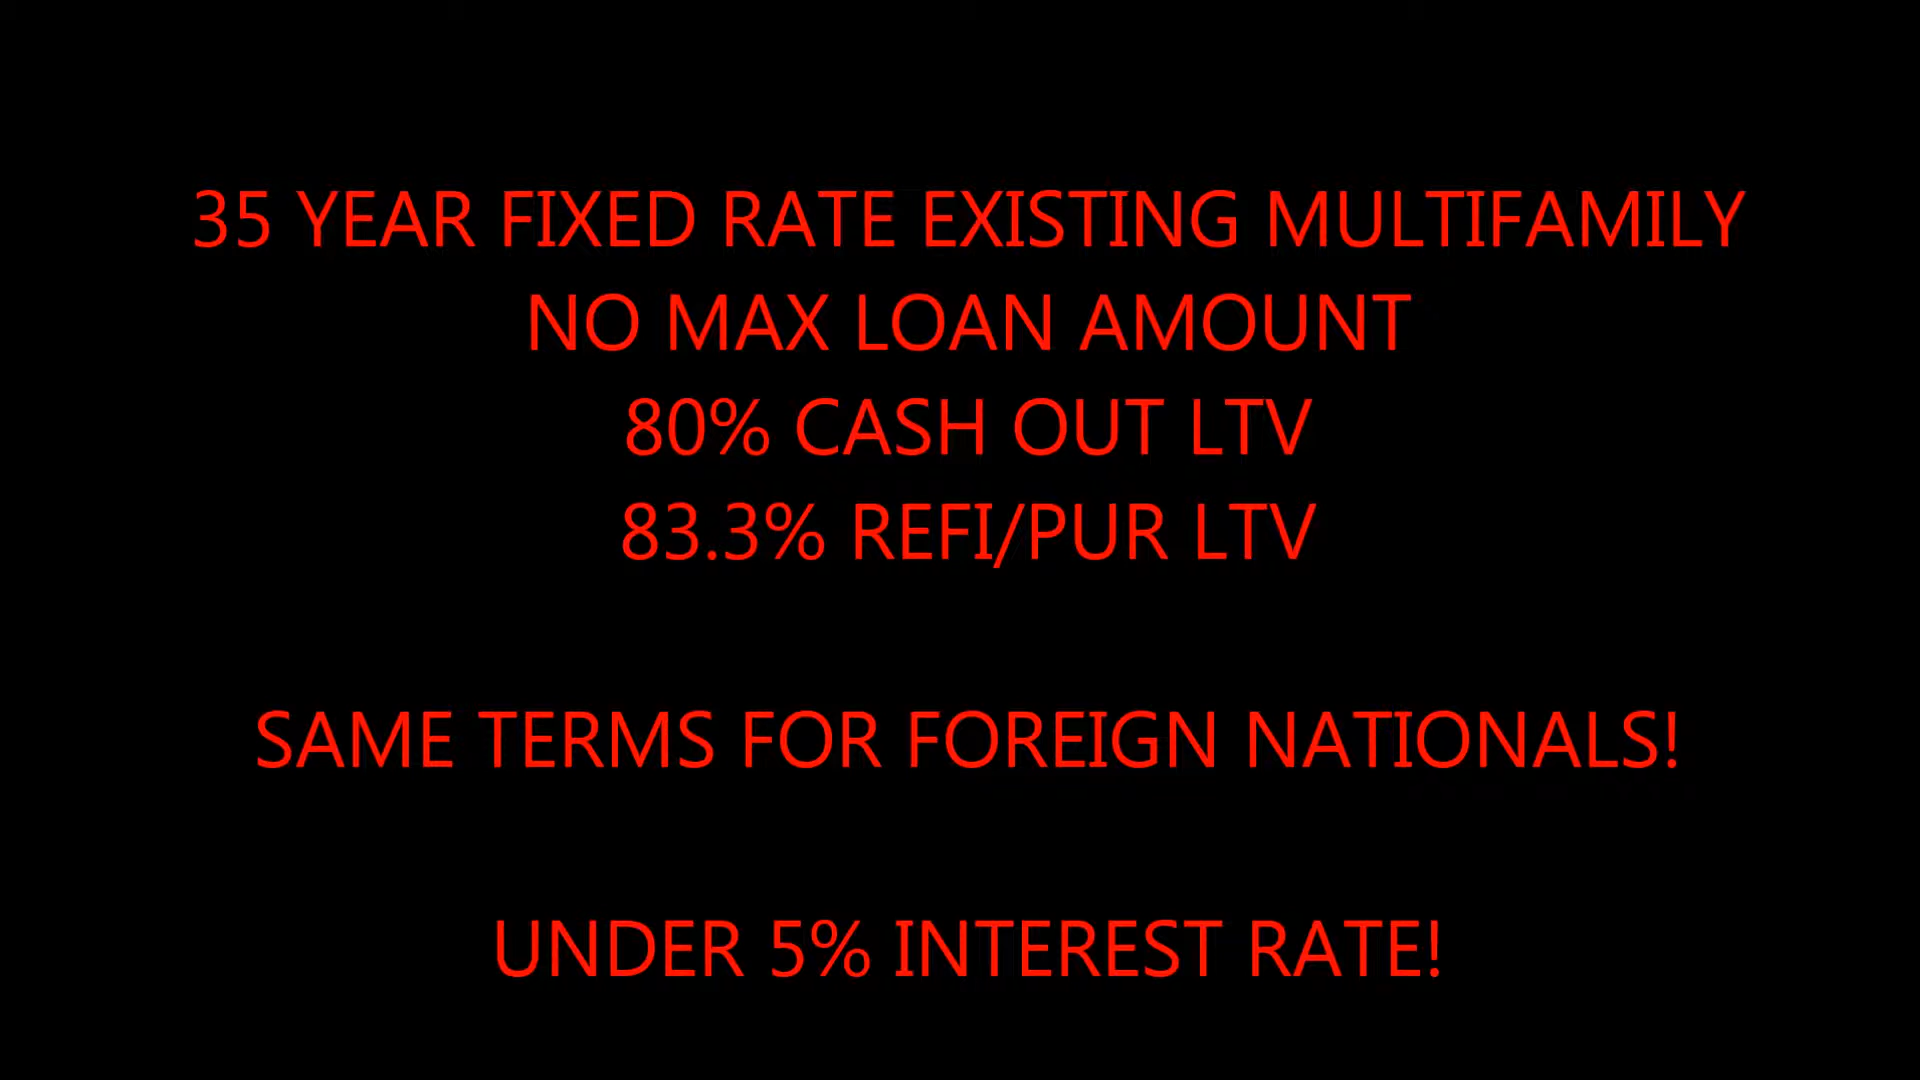 35 YEAR FIXED RATE EXISTING MULTIFAMILY
NO MAX LOAN AMOUNT
80% CASH OUT LTV
83.3% REFI/PUR LTV
SAME TERMS FOR FOREIGN NATIONALS!
UNDER 5% INTEREST RATE!